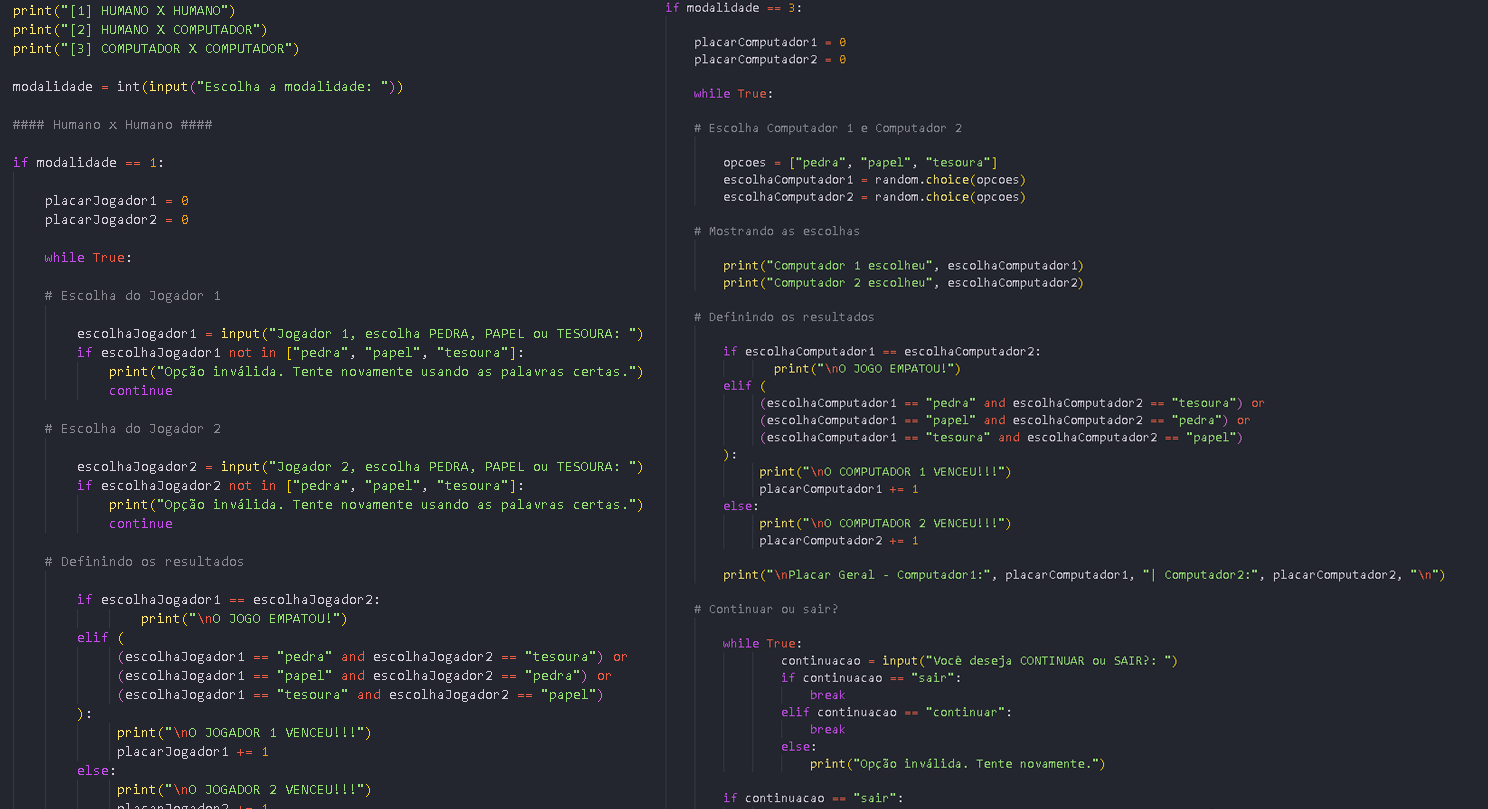 print("[1] HUMANO X HUMANO")
print("[2] HUMANO X COMPUTADOR")
print("[3] COMPUTADOR X COMPUTADOR")
modalidade = int(input("Escolha a modalidade: "))
#### Humano x Humano ####
if modalidade == 1:
placarJogador1 = 0
placarJogador2 = 0
while True:
# Escolha do Jogador 1
escolhaJogador1 = input("Jogador 1, escolha PEDRA, PAPEL ou TESOURA: ")
if escolhaJogador1 not in ["pedra", "papel", "tesoura"]:
print("Opção inválida. Tente novamente usando as palavras certas.")
continue
# Escolha do Jogador 2
escolhaJogador2 = input("Jogador 2, escolha PEDRA, PAPEL ou TESOURA: ")
if escolhaJogador2 not in ["pedra", "papel", "tesoura"]:
print("Opção inválida. Tente novamente usando as palavras certas.")
continue
# Definindo os resultados
if escolhaJogador1 == escolhaJogador2:
print("\nO JOGO EMPATOU!")
elif (
(escolhaJogador1 == "pedra" and escolhaJogador2 == "tesoura") or
(escolhaJogador1 == "papel" and escolhaJogador2 == "pedra") or
(escolhaJogador1 == "tesoura" and escolhaJogador2 == "papel")
):
print("\nO JOGADOR 1 VENCEU!!!")
placarJogador1 += 1
else:
print("\nO JOGADOR 2 VENCEU!!!")
placarJogador2 += 1
if modalidade == 3:
placarComputador1 = 0
placarComputador2 = 0
while True:
# Escolha Computador 1 e Computador 2
opcoes = ["pedra", "papel", "tesoura"]
escolhaComputador1 = random.choice(opcoes)
escolhaComputador2 = random.choice(opcoes)
# Mostrando as escolhas
print("Computador 1 escolheu", escolhaComputador1)
print("Computador 2 escolheu", escolhaComputador2)
# Definindo os resultados
if escolhaComputador1 == escolhaComputador2:
print("\nO JOGO EMPATOU!")
elif (
(escolhaComputador1 == "pedra" and escolhaComputador2 == "tesoura") or
(escolhaComputador1 == "papel" and escolhaComputador2 == "pedra") or
(escolhaComputador1 == "tesoura" and escolhaComputador2 == "papel")
):
print("\nO COMPUTADOR 1 VENCEU!!!")
placarComputador1 += 1
else:
print("\nO COMPUTADOR 2 VENCEU!!!")
placarComputador2 += 1
print("\nPlacar Geral - Computador1:", placarComputador1, "| Computador2:", placarComputador2, "\n")
# Continuar ou sair?
while True:
continuacao = input("Você deseja CONTINUAR ou SAIR?: ")
if continuacao == "sair":
break
elif continuacao == "continuar":
break
else:
print("Opção inválida. Tente novamente.")
if continuacao == "sair":